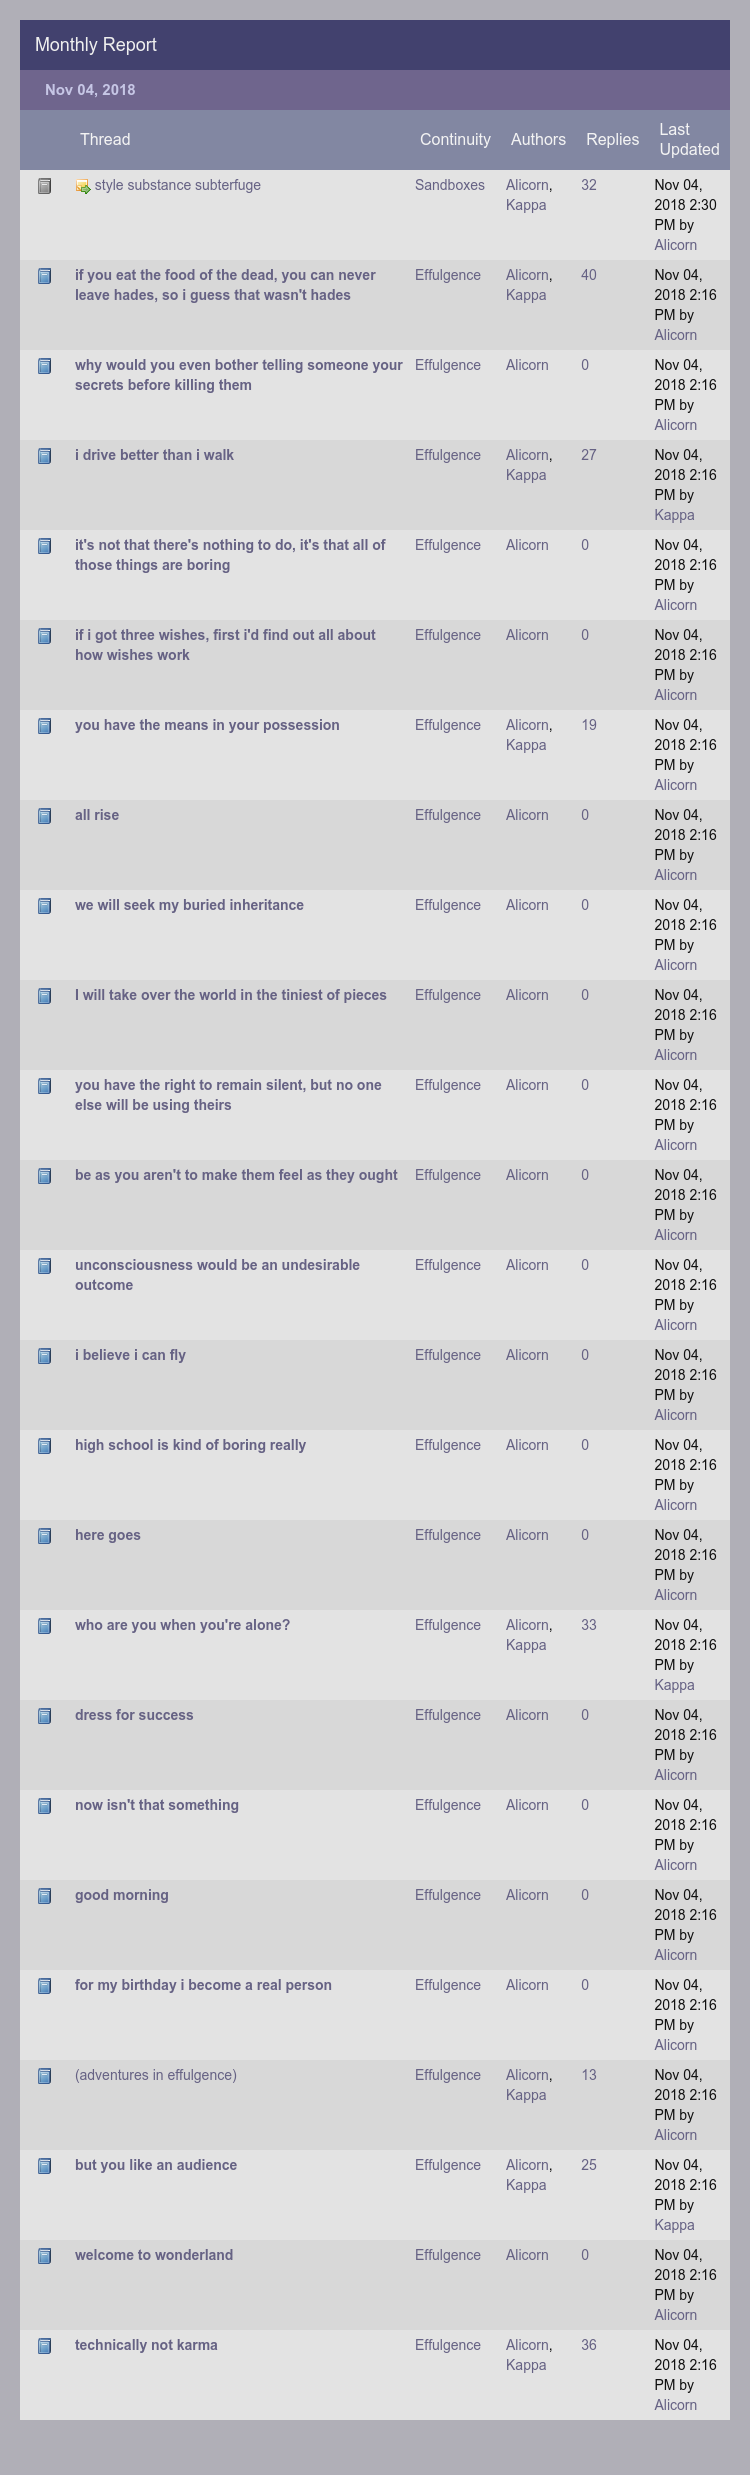 Monthly Report
Nov 04, 2018
Thread Continuity Authors Replies Last
Updated
style substance subterfuge Sandboxes Alicorn, 32 Nov 04,
Kappa 2018 2:30
PM by
Alicorn
if you eat the food of the dead, you can never Effulgence Alicorn, 40 Nov 04,
leave hades, so i guess that wasn't hades Kappa 2018 2:16
PM by
Alicorn
why would you even bother telling someone your Effulgence Alicorn 0 Nov 04,
secrets before killing them 2018 2:16
PM by
Alicorn
i drive better than i walk Effulgence Alicorn, 27 Nov 04,
Kappa 2018 2:16
PM by
Kappa
it's not that there's nothing to do, it's that all of Effulgence Alicorn 0 Nov 04,
those things are boring 2018 2:16
PM by
Alicorn
if i got three wishes, first i'd find out all about Effulgence Alicorn 0 Nov 04,
how wishes work 2018 2:16
PM by
Alicorn
you have the means in your possession Effulgence Alicorn, 19 Nov 04,
Kappa 2018 2:16
PM by
Alicorn
all rise Effulgence Alicorn 0 Nov 04,
2018 2:16
PM by
Alicorn
we will seek my buried inheritance Effulgence Alicorn 0 Nov 04,
2018 2:16
PM by
Alicorn
I will take over the world in the tiniest of pieces Effulgence Alicorn 0 Nov 04,
2018 2:16
PM by
Alicorn
you have the right to remain silent, but no one Effulgence Alicorn 0 Nov 04,
else will be using theirs 2018 2:16
PM by
Alicorn
be as you aren't to make them feel as they ought Effulgence Alicorn 0 Nov 04,
2018 2:16
PM by
Alicorn
unconsciousness would be an undesirable Effulgence Alicorn 0 Nov 04,
outcome 2018 2:16
PM by
Alicorn
i believe i can fly Effulgence Alicorn 0 Nov 04,
2018 2:16
PM by
Alicorn
high school is kind of boring really Effulgence Alicorn 0 Nov 04,
2018 2:16
PM by
Alicorn
here goes Effulgence Alicorn 0 Nov 04,
2018 2:16
PM by
Alicorn
who are you when you're alone? Effulgence Alicorn, 33 Nov 04,
Kappa 2018 2:16
PM by
Kappa
dress for success Effulgence Alicorn 0 Nov 04,
2018 2:16
PM by
Alicorn
now isn't that something Effulgence Alicorn 0 Nov 04,
2018 2:16
PM by
Alicorn
good morning Effulgence Alicorn 0 Nov 04,
2018 2:16
PM by
Alicorn
for my birthday i become a real person Effulgence Alicorn 0 Nov 04,
2018 2:16
PM by
Alicorn
(adventures in effulgence) Effulgence Alicorn, 13 Nov 04,
Kappa 2018 2:16
PM by
Alicorn
but you like an audience Effulgence Alicorn, 25 Nov 04,
Kappa 2018 2:16
PM by
Kappa
welcome to wonderland Effulgence Alicorn 0 Nov 04,
2018 2:16
PM by
Alicorn
technically not karma Effulgence Alicorn, 36 Nov 04,
Kappa 2018 2:16
PM by
Alicorn